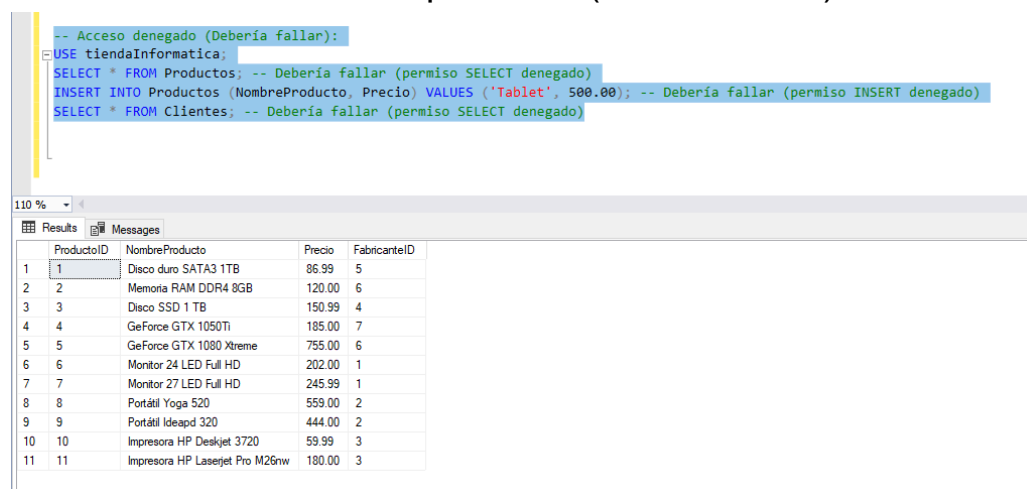 -- Acceso denegado (Debería fallar):
USE tiendaInformatica;
SELECT * FROM Productos; -- Debería fallar (permiso SELECT denegado)
INSERT INTO Productos (NombreProducto, Precio) VALUES ('Tablet', 500.00); -- Debería fallar (permiso INSERT denegado)
SELECT * FROM Clientes; -- Debería fallar (permiso SELECT denegado)
110 %
Results Messages
ProductoID NombreProducto Precio FabricanteID
1 1 Disco duro SATA3 1TB 86.99 5
2 2 Memoria RAM DDR4 8GB 120.00 6
3 3 Disco SSD 1 TB 150.99 4
4 4 GeForce GTX 1050Ti 185.00 7
5 5 GeForce GTX 1080 Xtreme 755.00 6
6 6 Monitor 24 LED Full HD 202.00 1
7 7 Monitor 27 LED Full HD 245.99 1
8 8 Portátil Yoga 520 559.00 2
9 9 Portátil Ideapd 320 444.00 2
10 10 Impresora HP Deskjet 3720 59.99 3
11 11 Impresora HP Laserjet Pro M26nw 180.00 3